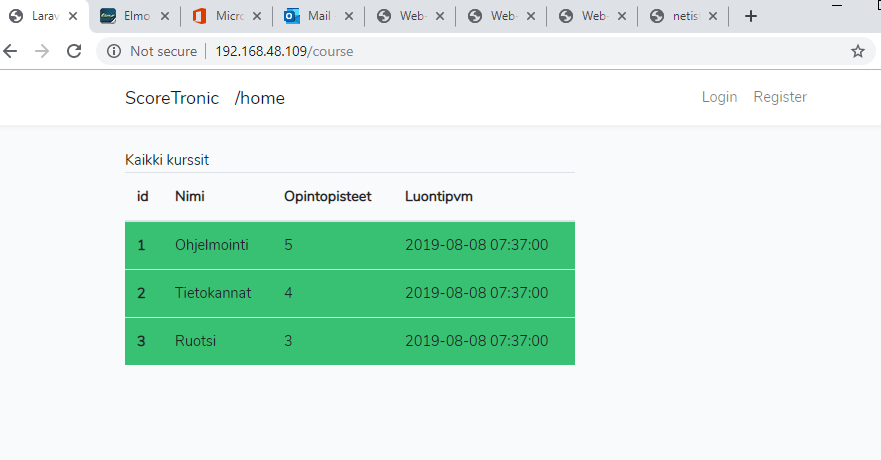 Larav Elmo Micro Mail Web- Web- Web- netis
Not secure 192.168.48.109/course
ScoreTronic /home Login Register
Kaikki kurssit
id Nimi Opintopisteet Luontipvm
1 Ohjelmointi 5 2019-08-08 07:37:00
2 Tietokannat 4 2019-08-08 07:37:00
3 Ruotsi 3 2019-08-08 07:37:00